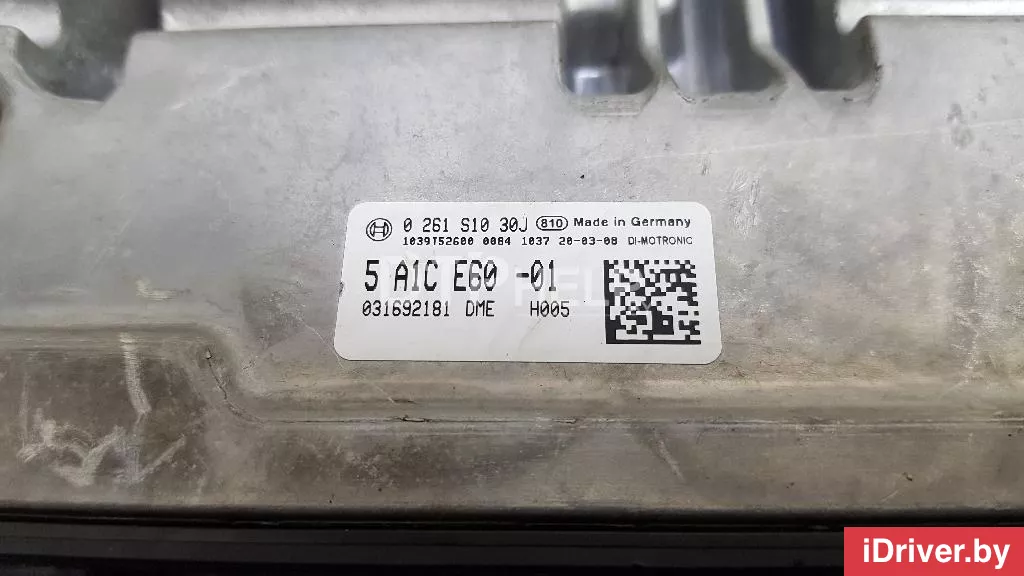 0 261 S10 30J 810 Made in Germany
1039T52600 0084 1037 20-03-08 DI-MOTRONIC
5 A1C E60 -01
031692181 DME H005
iDriver.by